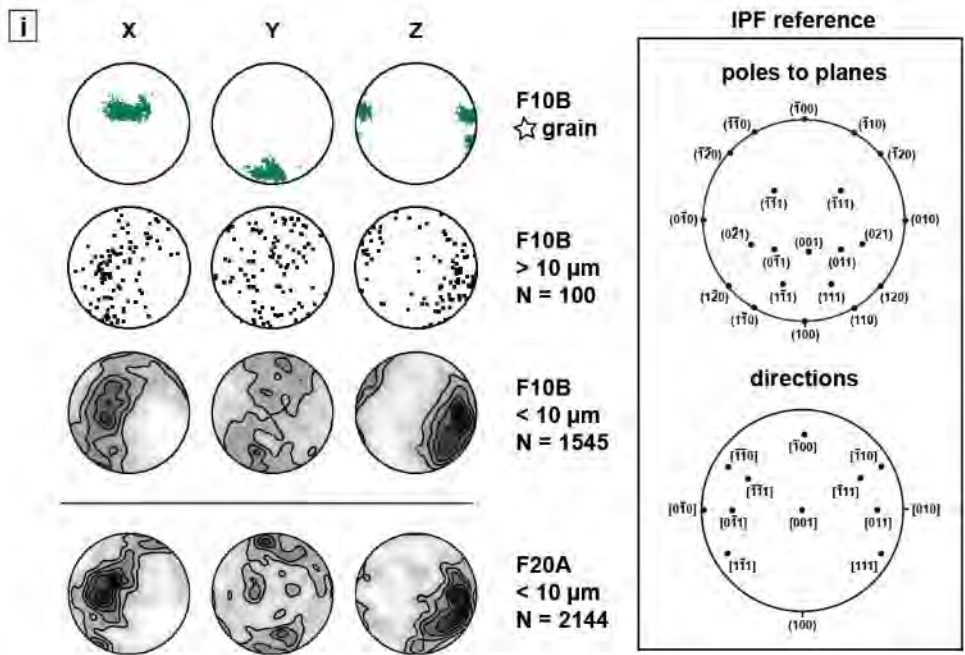 i
X Y Z
F10B
☆ grain
F10B
> 10 μm
N = 100
F10B
< 10 μm
N = 1545
F20A
< 10 μm
N = 2144
IPF reference
poles to planes
(1̄00)
(1̄1̄0) (1̄10)
(1̄2̄0) (1̄20)
(1̄1̄1) (1̄11)
(01̄0) (010)
(02̄1) (001) (021)
(01̄1) (011)
(12̄0) (11̄1) (111) (120)
(11̄0) (110)
(100)
directions
[1̄00]
[1̄1̄0] [1̄10]
[1̄1̄1] [1̄11]
[01̄0] [01̄1] [001] [011] [010]
[11̄1] [111]
(100)